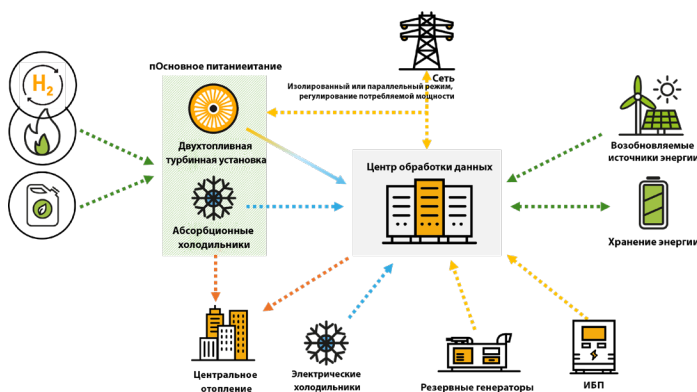 пОсновное питаниеитание
Сеть
Изолированный или параллельный режим,
регулирование потребляемой мощности
H2
Двухтопливная
турбинная установка
Центр обработки данных
Возобновляемые
источники энергии
Абсорбционные
холодильники
Хранение энергии
Центральное
отопление
Электрические
холодильники
Резервные генераторы
ИБП